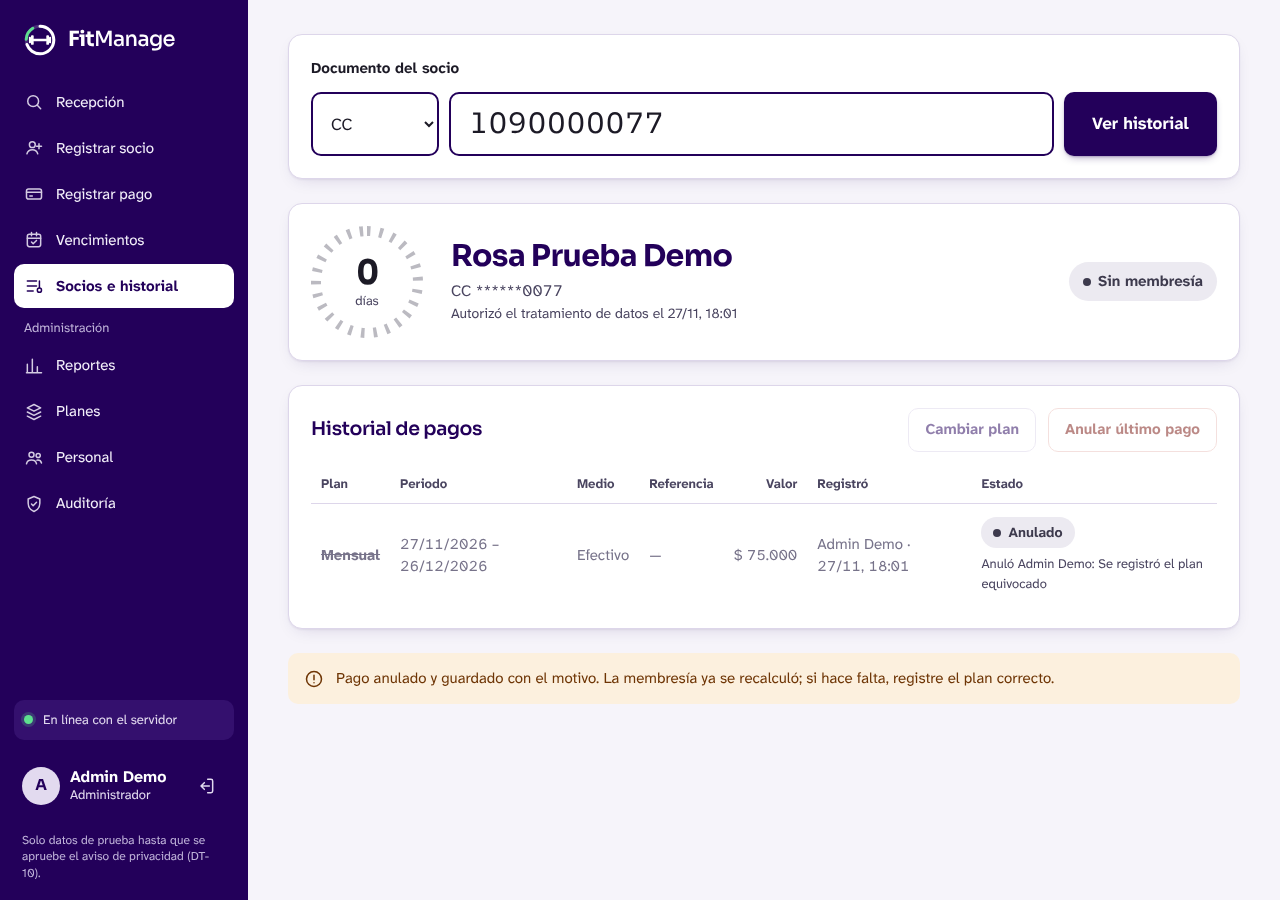 FitManage
Recepción
Registrar socio
Registrar pago
Vencimientos
Socios e historial
Administración
Reportes
Planes
Personal
Auditoría
En línea con el servidor
A
Admin Demo
Administrador
Solo datos de prueba hasta que se
apruebe el aviso de privacidad (DT-
10).
Documento del socio
CC
1090000077
Ver historial
0
días
Rosa Prueba Demo
CC ******0077
Autorizó el tratamiento de datos el 27/11, 18:01
Sin membresía
Historial de pagos
Cambiar plan
Anular último pago
Plan Periodo Medio Referencia Valor Registró Estado
Mensual
27/11/2026 –
26/12/2026
Efectivo
—
$ 75.000
Admin Demo ·
27/11, 18:01
Anulado
Anuló Admin Demo: Se registró el plan
equivocado
Pago anulado y guardado con el motivo. La membresía ya se recalculó; si hace falta, registre el plan correcto.